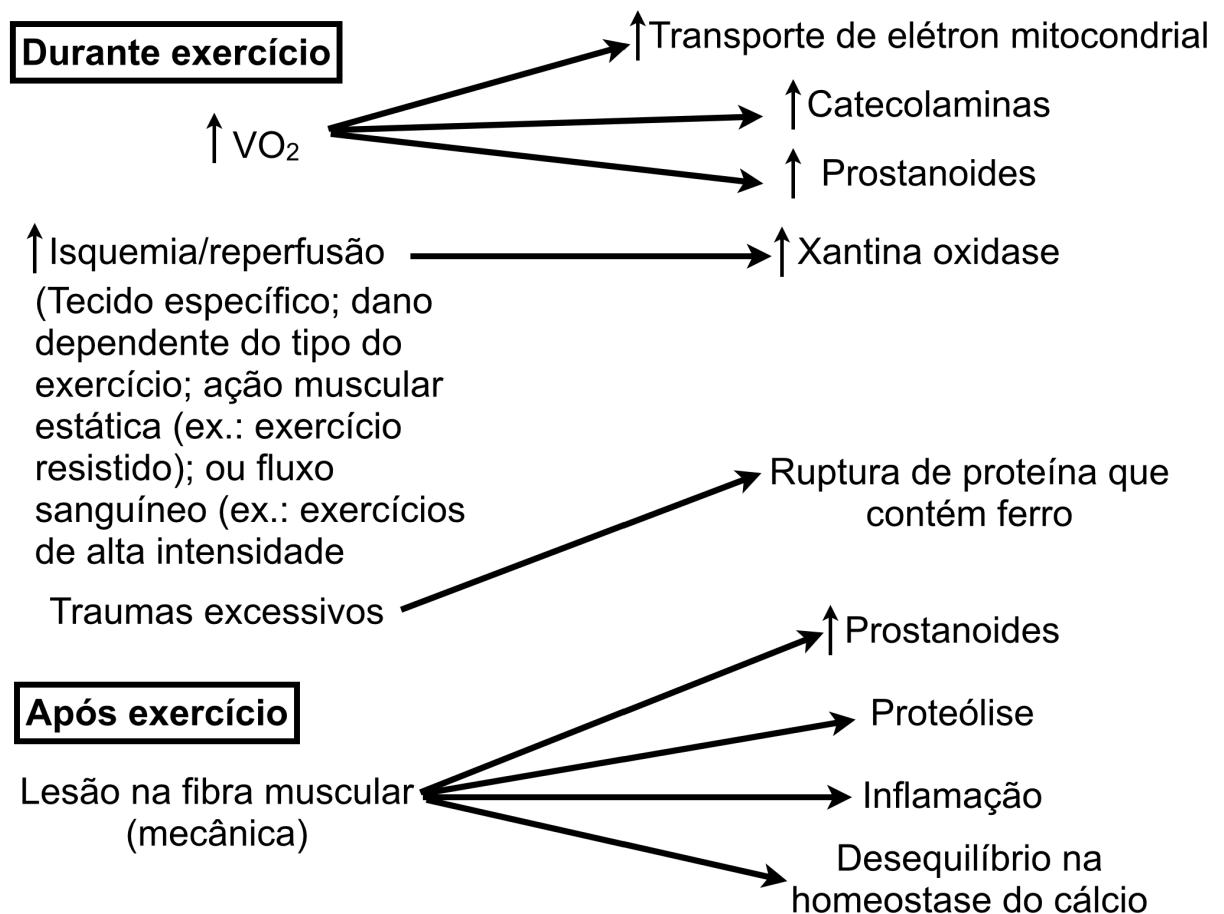 Durante exercício
↑ VO₂
↑ Transporte de elétron mitocondrial
↑ Catecolaminas
↑ Prostanoides
↑ Isquemia/reperfusão
(Tecido específico; dano
dependente do tipo do
exercício; ação muscular
estática (ex.: exercício
resistido); ou fluxo
sanguíneo (ex.: exercícios
de alta intensidade
↑ Xantina oxidase
Traumas excessivos
Ruptura de proteína que
contém ferro
Após exercício
Lesão na fibra muscular
(mecânica)
↑ Prostanoides
Proteólise
Inflamação
Desequilíbrio na
homeostase do cálcio